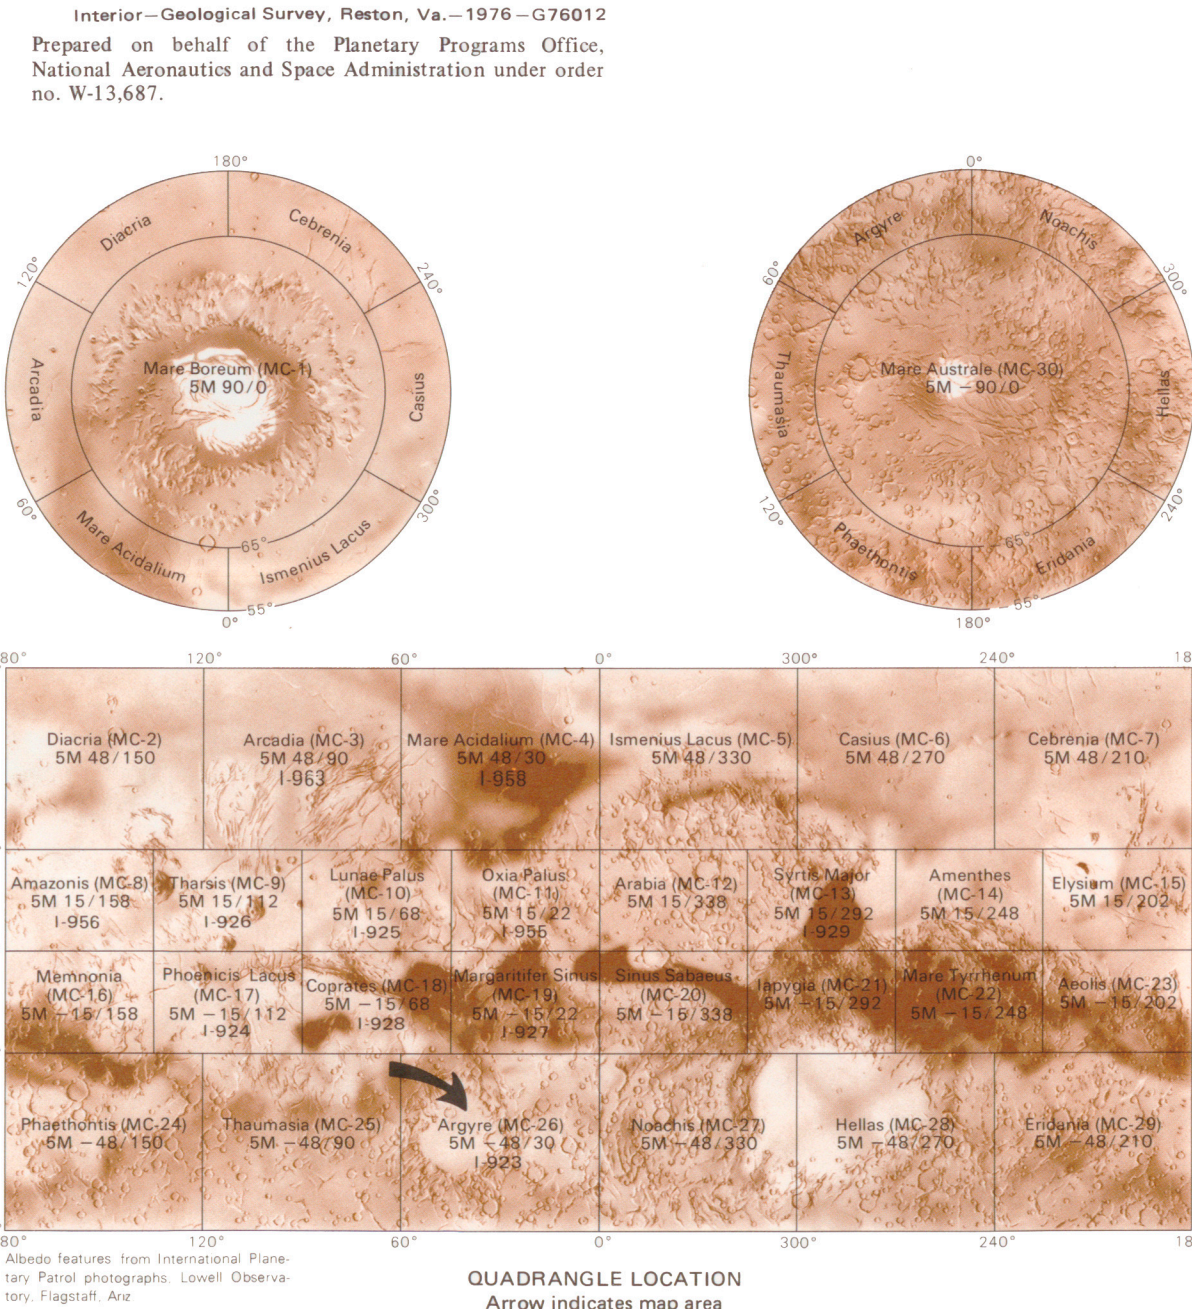 Interior—Geological Survey, Reston, Va.—1976—G76012
Prepared on behalf of the Planetary Programs Office,
National Aeronautics and Space Administration under order
no. W-13,687.
180°
Diacria
Cebrenia
120°
240°
Arcadia
Mare Boreum (MC-1)
5M 90/0
Casius
60°
300°
Mare Acidalium
65°
Ismenius Lacus
55°
0°
0°
Argyre
Noachis
60°
300°
Thaumasia
Mare Australe (MC-30)
5M −90/0
Hellas
120°
240°
Phaethontis
65°
Eridania
55°
180°
80° 120° 60° 0° 300° 240° 18
Diacria (MC-2)
5M 48/150
Arcadia (MC-3)
5M 48/90
I-963
Mare Acidalium (MC-4)
5M 48/30
I-958
Ismenius Lacus (MC-5)
5M 48/330
Casius (MC-6)
5M 48/270
Cebrenia (MC-7)
5M 48/210
Amazonis (MC-8)
5M 15/158
I-956
Tharsis (MC-9)
5M 15/112
I-926
Lunae Palus
(MC-10)
5M 15/68
I-925
Oxia Palus
(MC-11)
5M 15/22
I-955
Arabia (MC-12)
5M 15/338
Syrtis Major
(MC-13)
5M 15/292
I-929
Amenthes
(MC-14)
5M 15/248
Elysium (MC-15)
5M 15/202
Memnonia
(MC-16)
5M −15/158
Phoenicis Lacus
(MC-17)
5M −15/112
I-924
Coprates (MC-18)
5M −15/68
I-928
Margaritifer Sinus
(MC-19)
5M −15/22
I-927
Sinus Sabaeus
(MC-20)
5M −15/338
Iapygia (MC-21)
5M −15/292
Mare Tyrrhenum
(MC-22)
5M −15/248
Aeolis (MC-23)
5M −15/202
Phaethontis (MC-24)
5M −48/150
Thaumasia (MC-25)
5M −48/90
Argyre (MC-26)
5M −48/30
I-923
Noachis (MC-27)
5M −48/330
Hellas (MC-28)
5M −48/270
Eridania (MC-29)
5M −48/210
80° 120° 60° 0° 300° 240° 18
Albedo features from International Plane-
tary Patrol photographs. Lowell Observa-
tory, Flagstaff, Ariz.
QUADRANGLE LOCATION
Arrow indicates map area